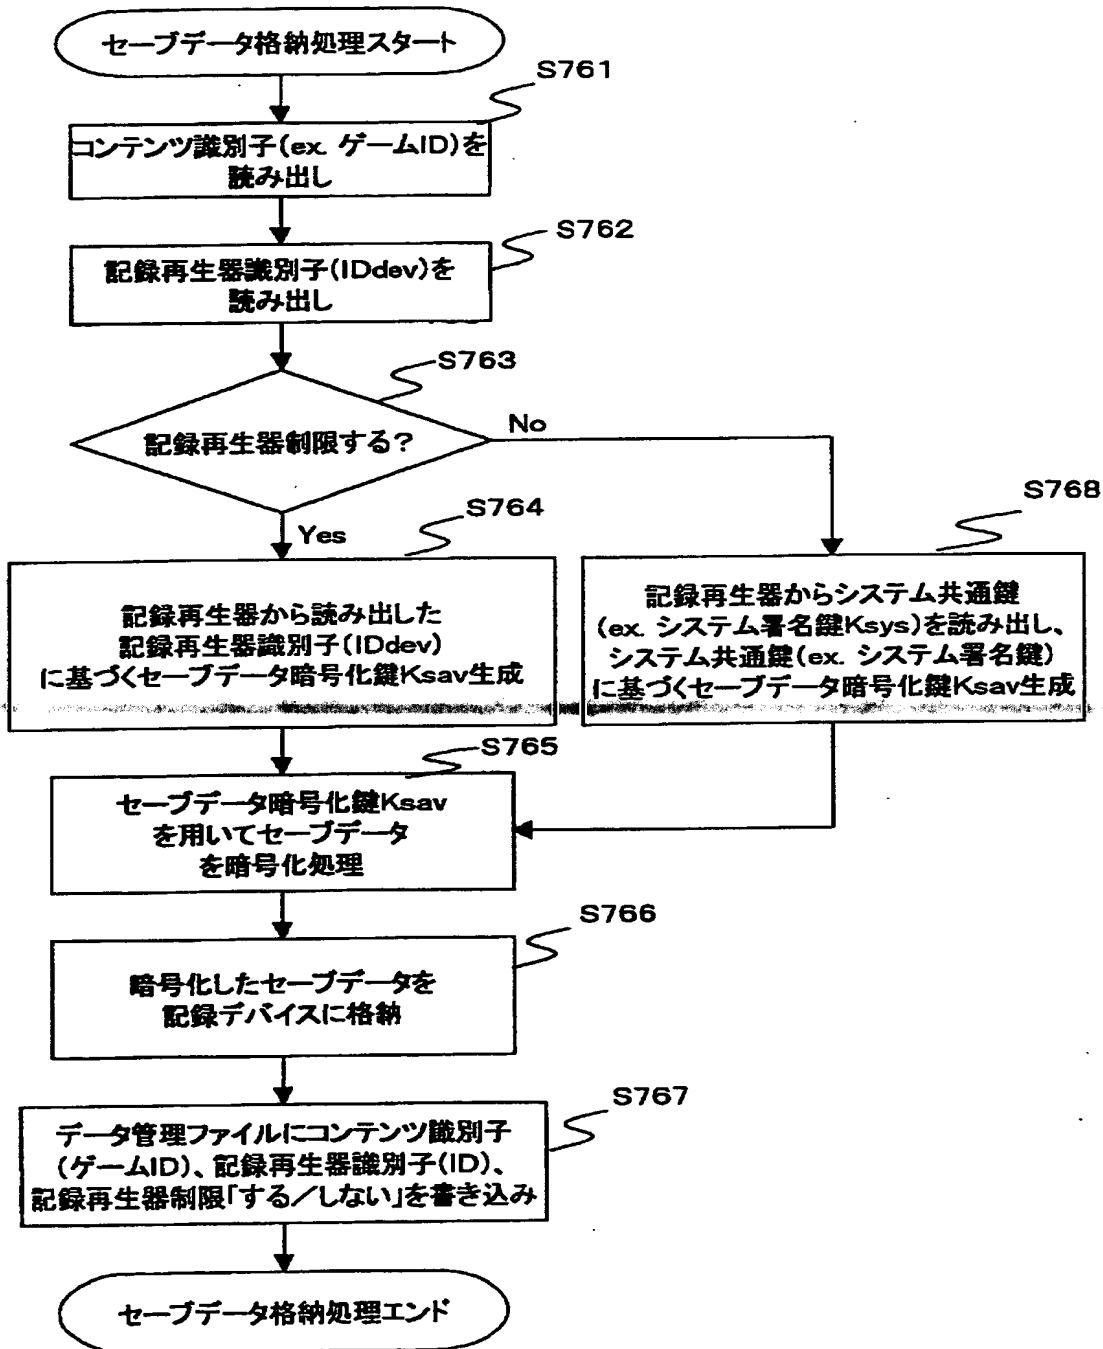 セーブデータ格納処理スタート
S761
コンテンツ識別子(ex. ゲームID)を
読み出し
S762
記録再生器識別子(IDdev)を
読み出し
S763
記録再生器制限する?
No
Yes
S764
記録再生器から読み出した
記録再生器識別子(IDdev)
に基づくセーブデータ暗号化鍵Ksav生成
S768
記録再生器からシステム共通鍵
(ex. システム署名鍵Ksys)を読み出し、
システム共通鍵(ex. システム署名鍵)
に基づくセーブデータ暗号化鍵Ksav生成
S765
セーブデータ暗号化鍵Ksav
を用いてセーブデータ
を暗号化処理
S766
暗号化したセーブデータを
記録デバイスに格納
S767
データ管理ファイルにコンテンツ識別子
(ゲームID)、記録再生器識別子(ID)、
記録再生器制限「する/しない」を書き込み
セーブデータ格納処理エンド